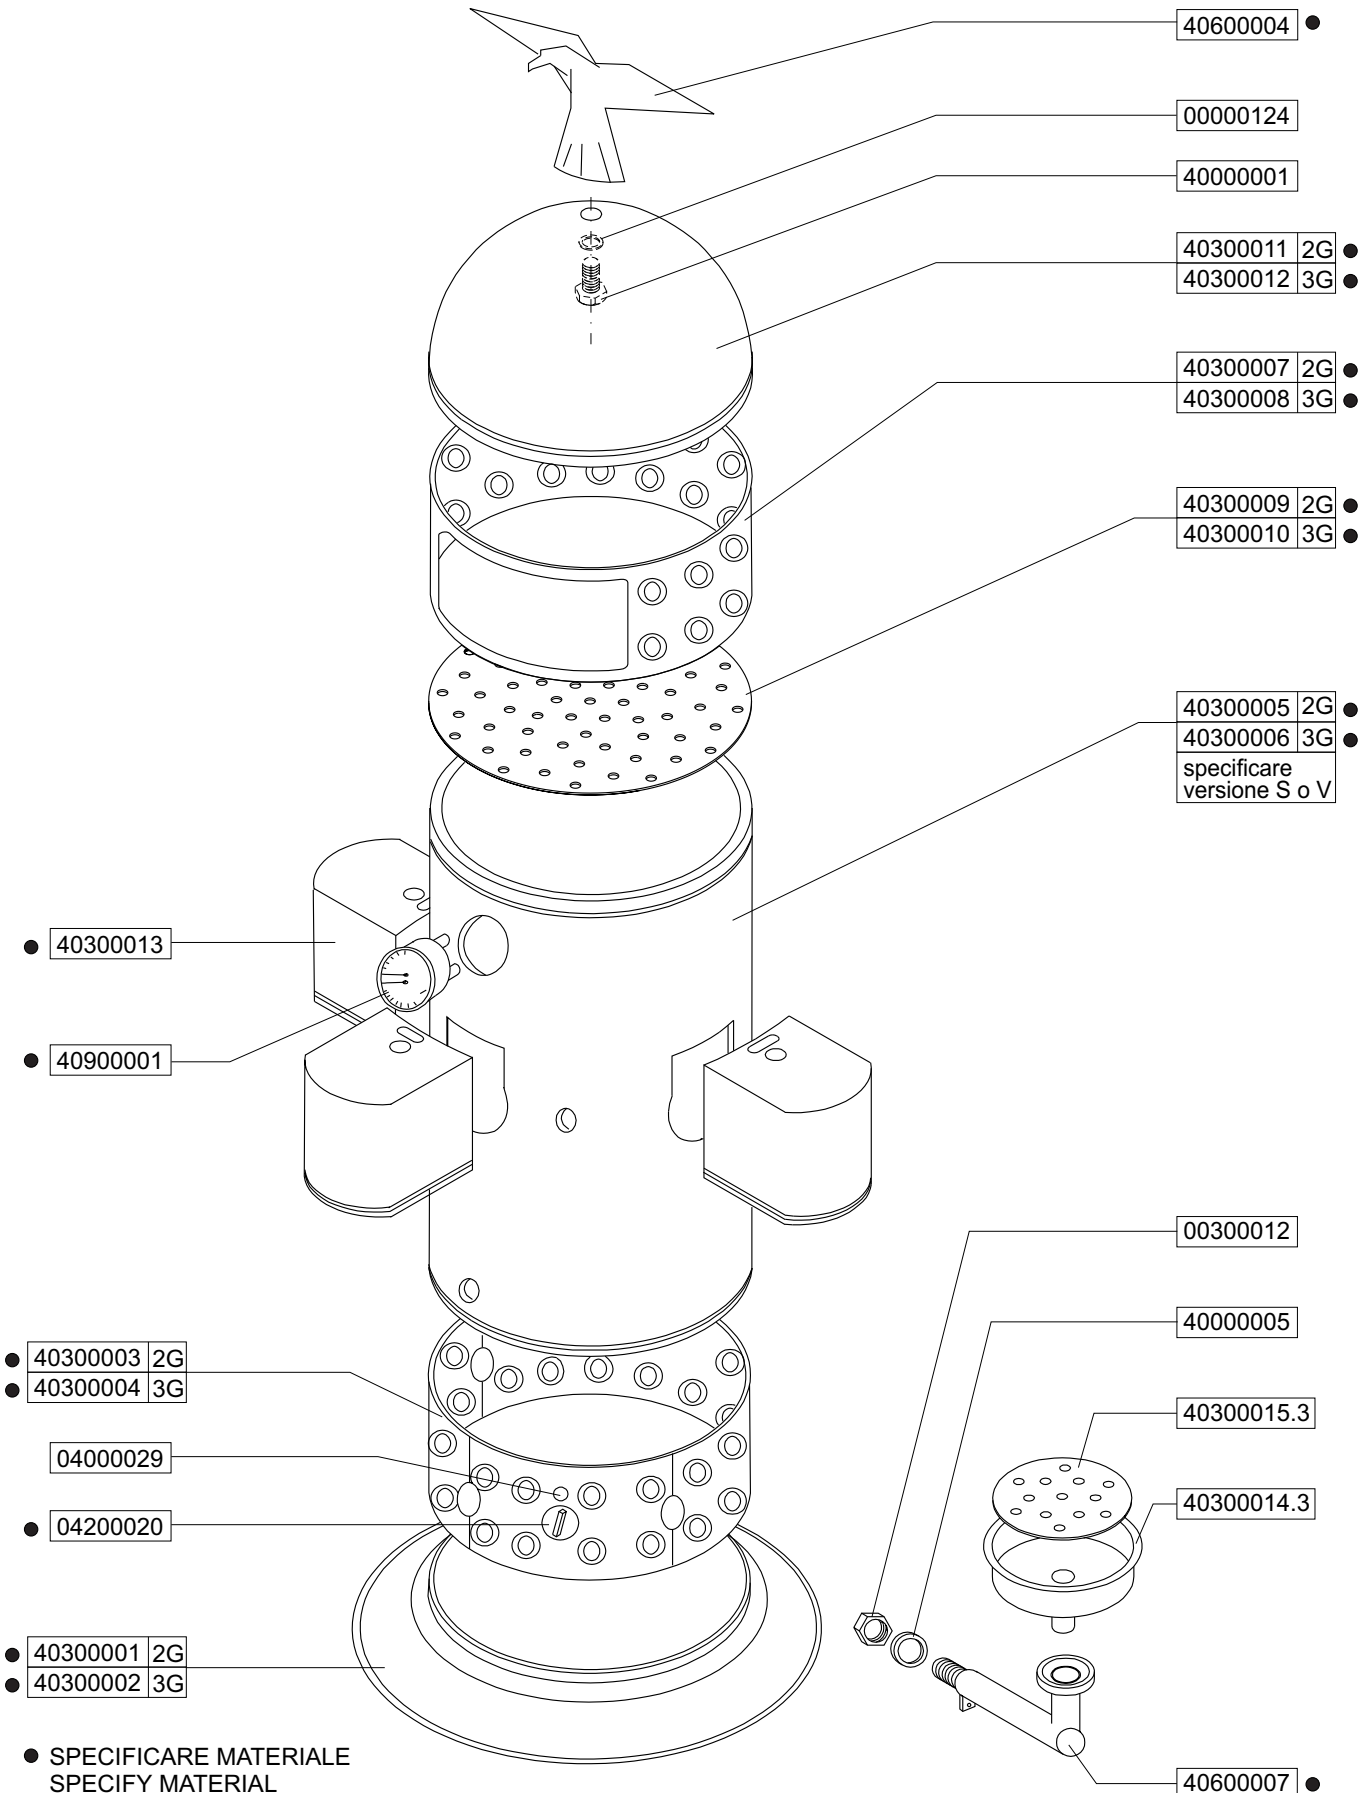 40600004 ●
00000124
40000001
40300011 2G ●
40300012 3G ●
40300007 2G ●
40300008 3G ●
40300009 2G ●
40300010 3G ●
40300005 2G ●
40300006 3G ●
specificare
versione S o V
● 40300013
● 40900001
00300012
40000005
● 40300003 2G
● 40300004 3G
40300015.3
04000029
40300014.3
● 04200020
● 40300001 2G
● 40300002 3G
● SPECIFICARE MATERIALE
SPECIFY MATERIAL
40600007 ●